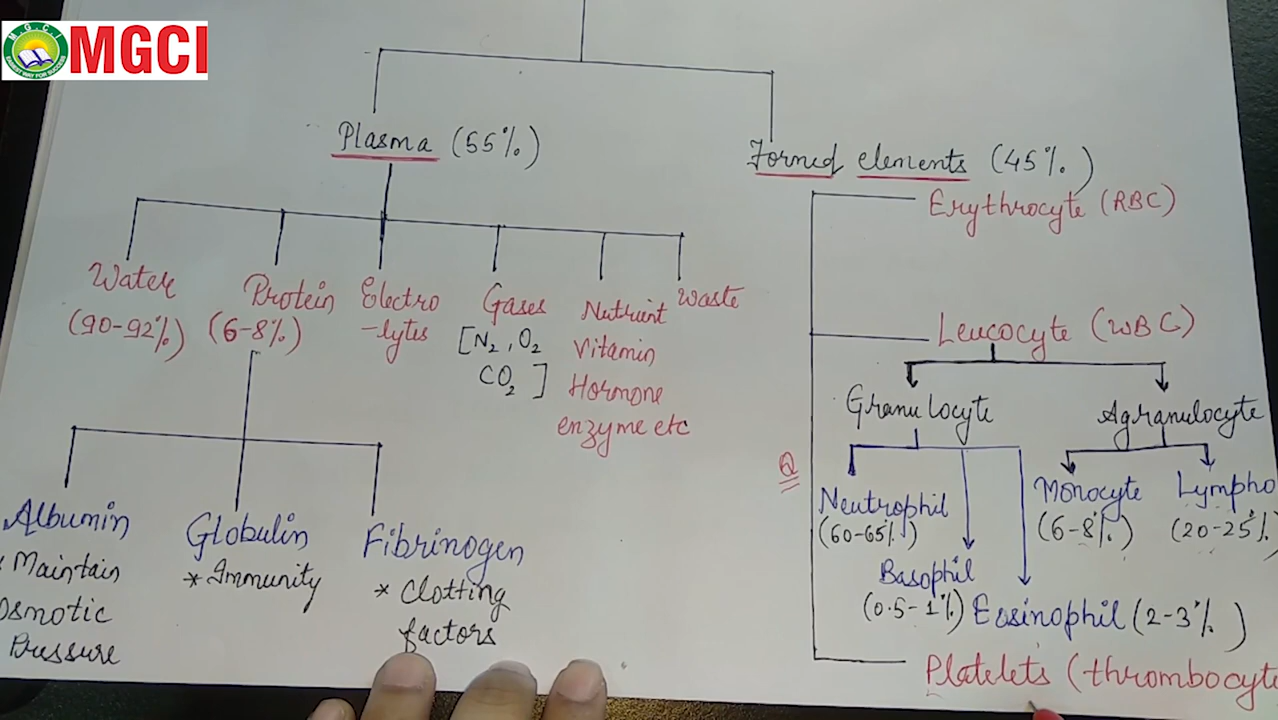 M.G.C.I
MGCI
Plasma (55%)
Formed elements (45%)
Erythrocyte (RBC)
Water
(90-92%)
Protein
(6-8%)
Electro
-lytes
Gases
[N2, O2
CO2 ]
Nutrient
Vitamin
Hormone
enzyme etc
Waste
Leucocyte (WBC)
Granulocyte
Agranulocyte
Q
Neutrophil
(60-65%)
Basophil
(0.5-1%)
Eosinophil (2-3%)
Monocyte
(6-8%)
Lympho
(20-25%)
Albumin
Maintain
Osmotic
Pressure
Globulin
* Immunity
Fibrinogen
* Clotting
factors
Platelets (thrombocyte